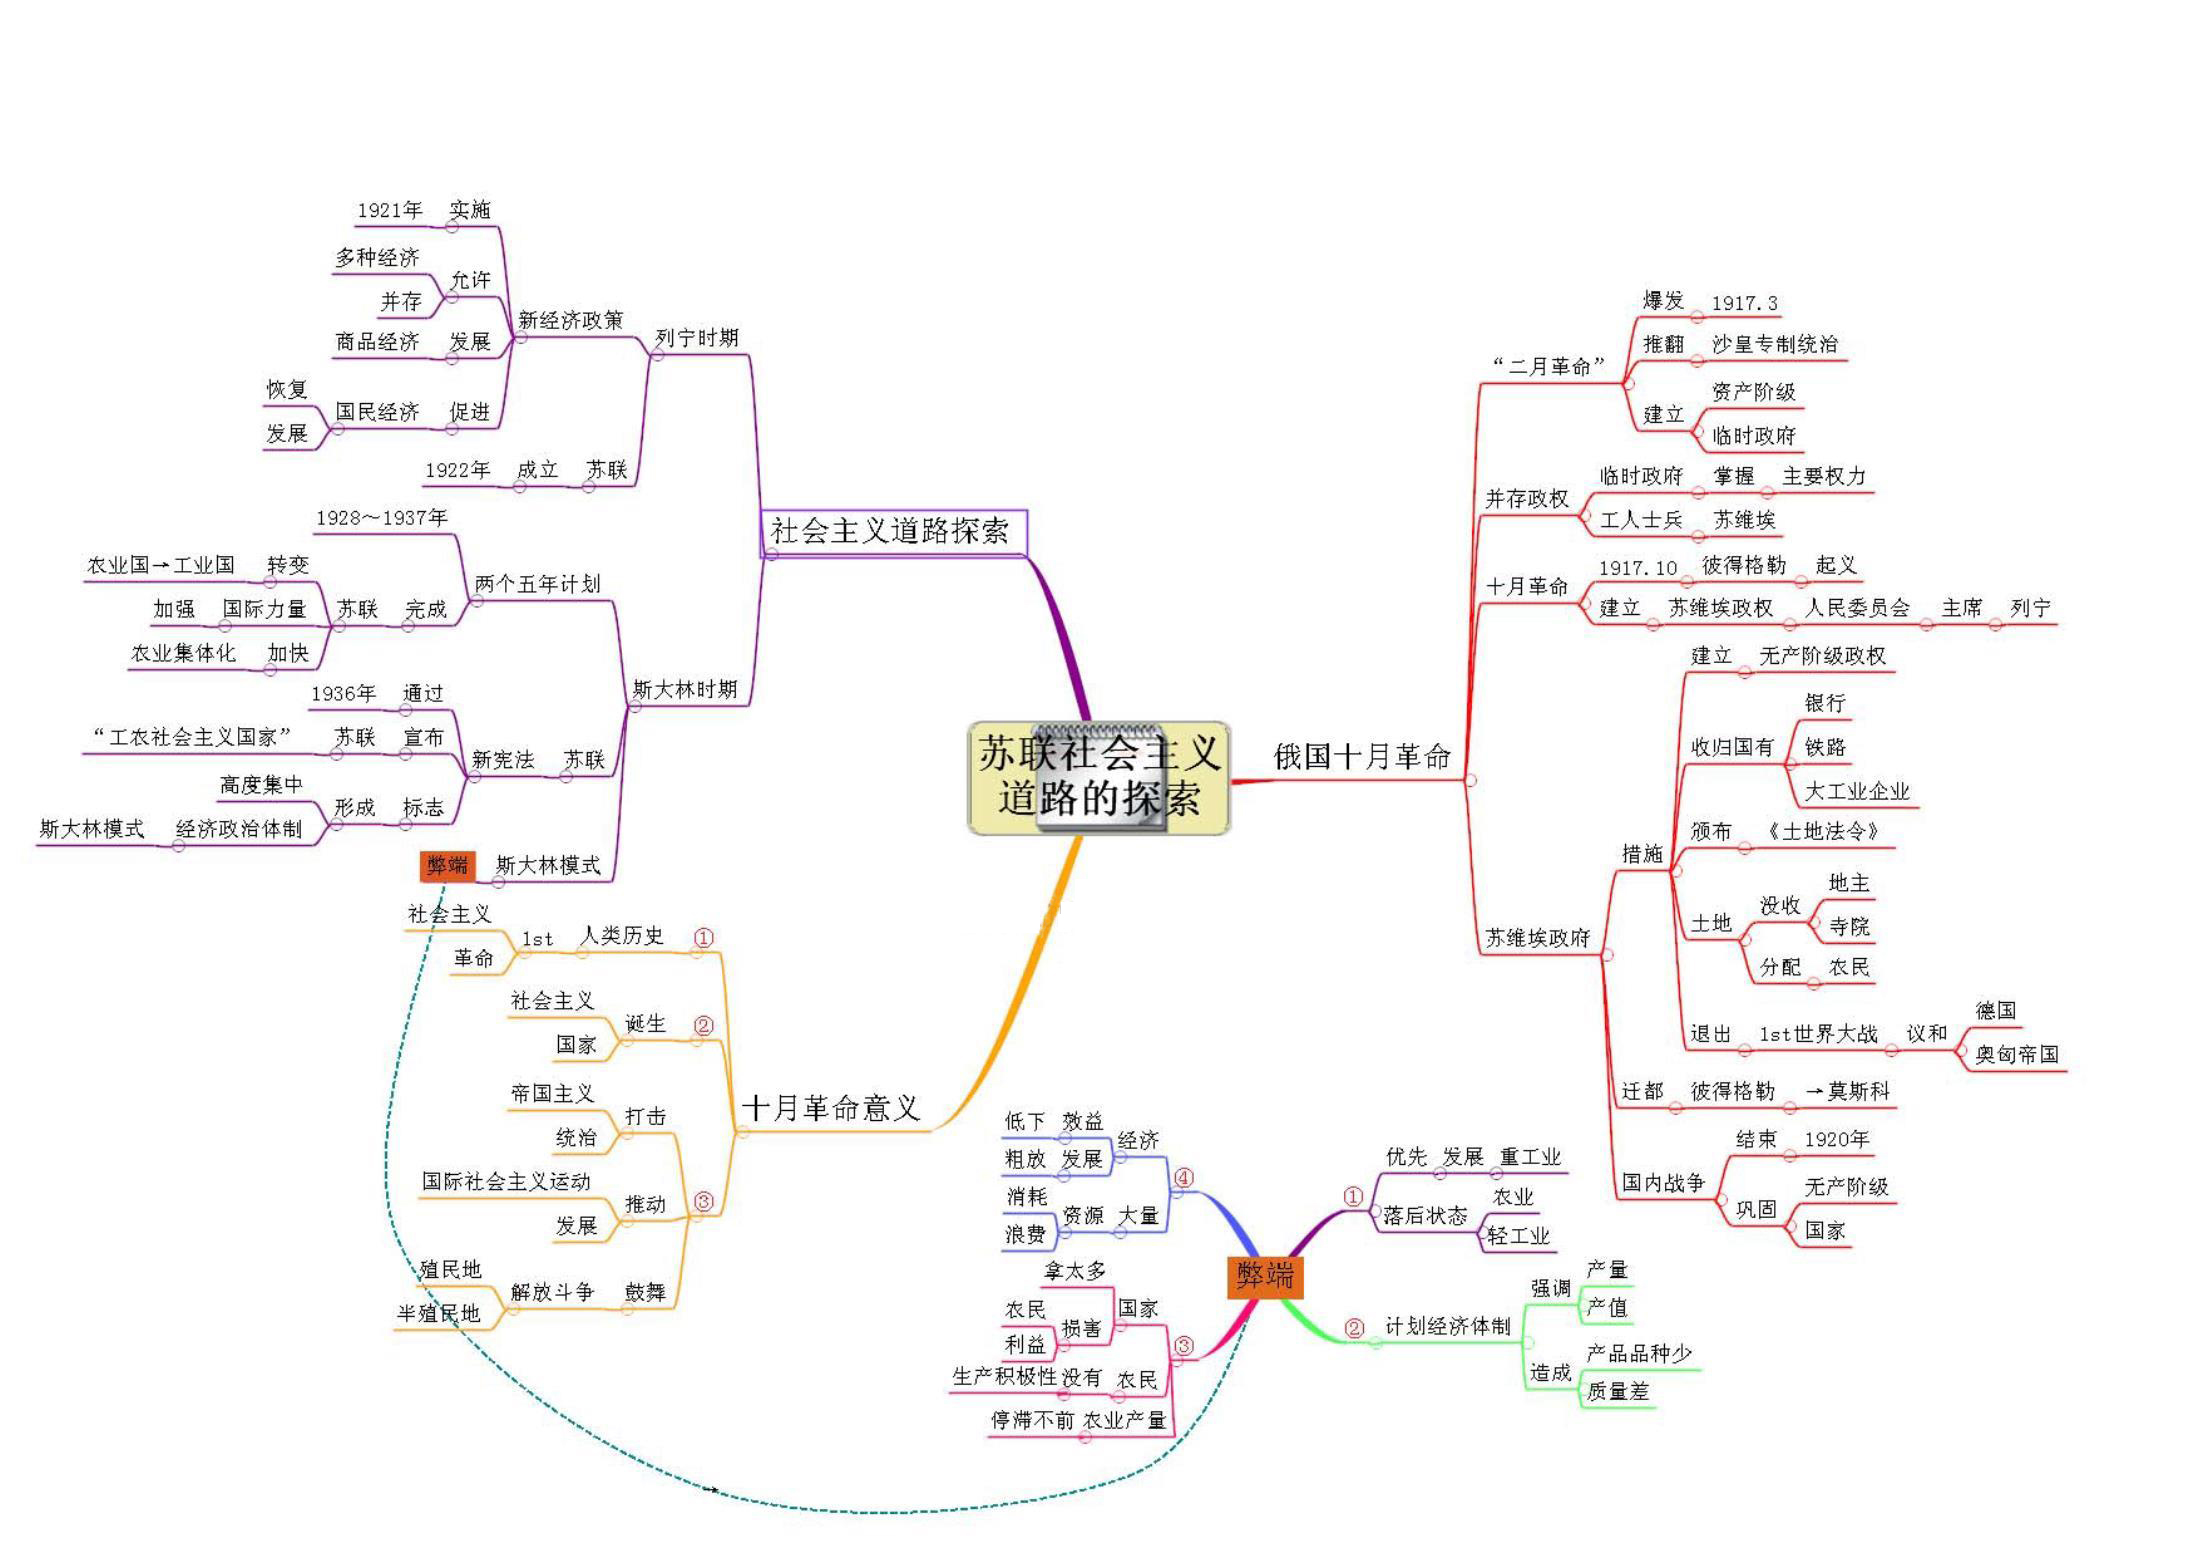 苏联社会主义
道路的探索
俄国十月革命
“二月革命”
爆发 1917.3
推翻 沙皇专制统治
建立
资产阶级
临时政府
并存政权
临时政府 掌握 主要权力
工人士兵 苏维埃
十月革命
1917.10 彼得格勒 起义
建立 苏维埃政权 人民委员会 主席 列宁
苏维埃政府
措施
建立 无产阶级政权
收归国有
银行
铁路
大工业企业
颁布 《土地法令》
土地
没收
地主
寺院
分配 农民
退出 1st世界大战 议和
德国
奥匈帝国
迁都 彼得格勒 →莫斯科
国内战争
结束 1920年
巩固
无产阶级
国家
社会主义道路探索
列宁时期
新经济政策
1921年 实施
多种经济
并存
允许
商品经济 发展
恢复
发展
国民经济 促进
1922年 成立 苏联
斯大林时期
1928～1937年
两个五年计划
农业国→工业国 转变
加强 国际力量
农业集体化 加快
苏联 完成
1936年 通过
“工农社会主义国家” 苏联 宣布
新宪法 苏联
高度集中
斯大林模式 经济政治体制
形成 标志
弊端 斯大林模式
十月革命意义
社会主义
革命
1st 人类历史 ①
社会主义
国家
诞生 ②
帝国主义
统治
打击
国际社会主义运动
发展
推动
③
殖民地
半殖民地
解放斗争 鼓舞
弊端
①
优先 发展 重工业
落后状态
农业
轻工业
② 计划经济体制
强调
产量
产值
造成
产品品种少
质量差
③
拿太多
国家
农民
利益
损害
生产积极性 没有 农民
停滞不前 农业产量
④
低下 效益
粗放 发展
经济
消耗
浪费
资源 大量